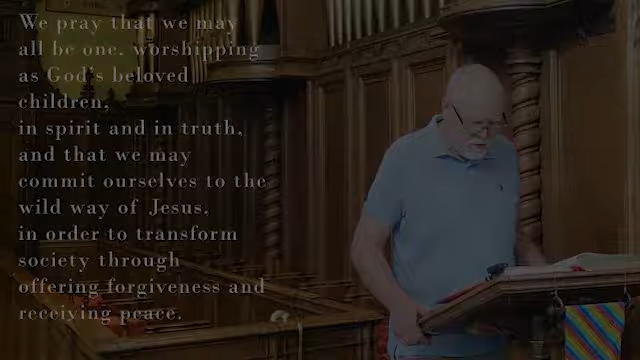 We pray that we may
all be one. worshipping
as God's beloved
children,
in spirit and in truth,
and that we may
commit ourselves to the
wild way of Jesus,
in order to transform
society through
offering forgiveness and
receiving peace.